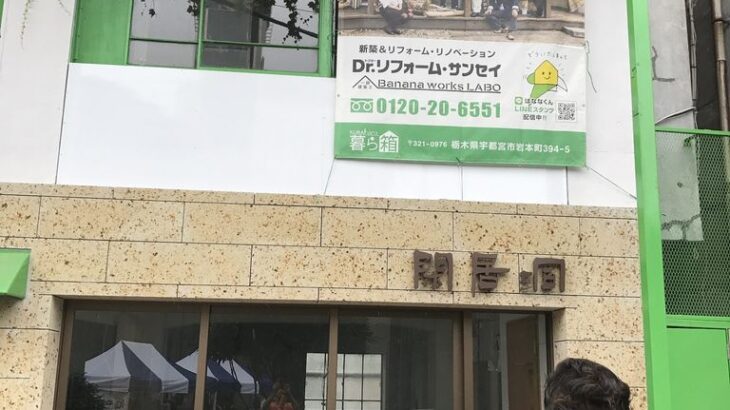 新築&リフォーム・リノベーション
Dr.リフォーム・サンセイ
Banana works LABO
0120-20-6551
ばななくん
LINEスタンプ
配信中!!
暮ら箱
〒321-0976 栃木県宇都宮市岩本町394-5